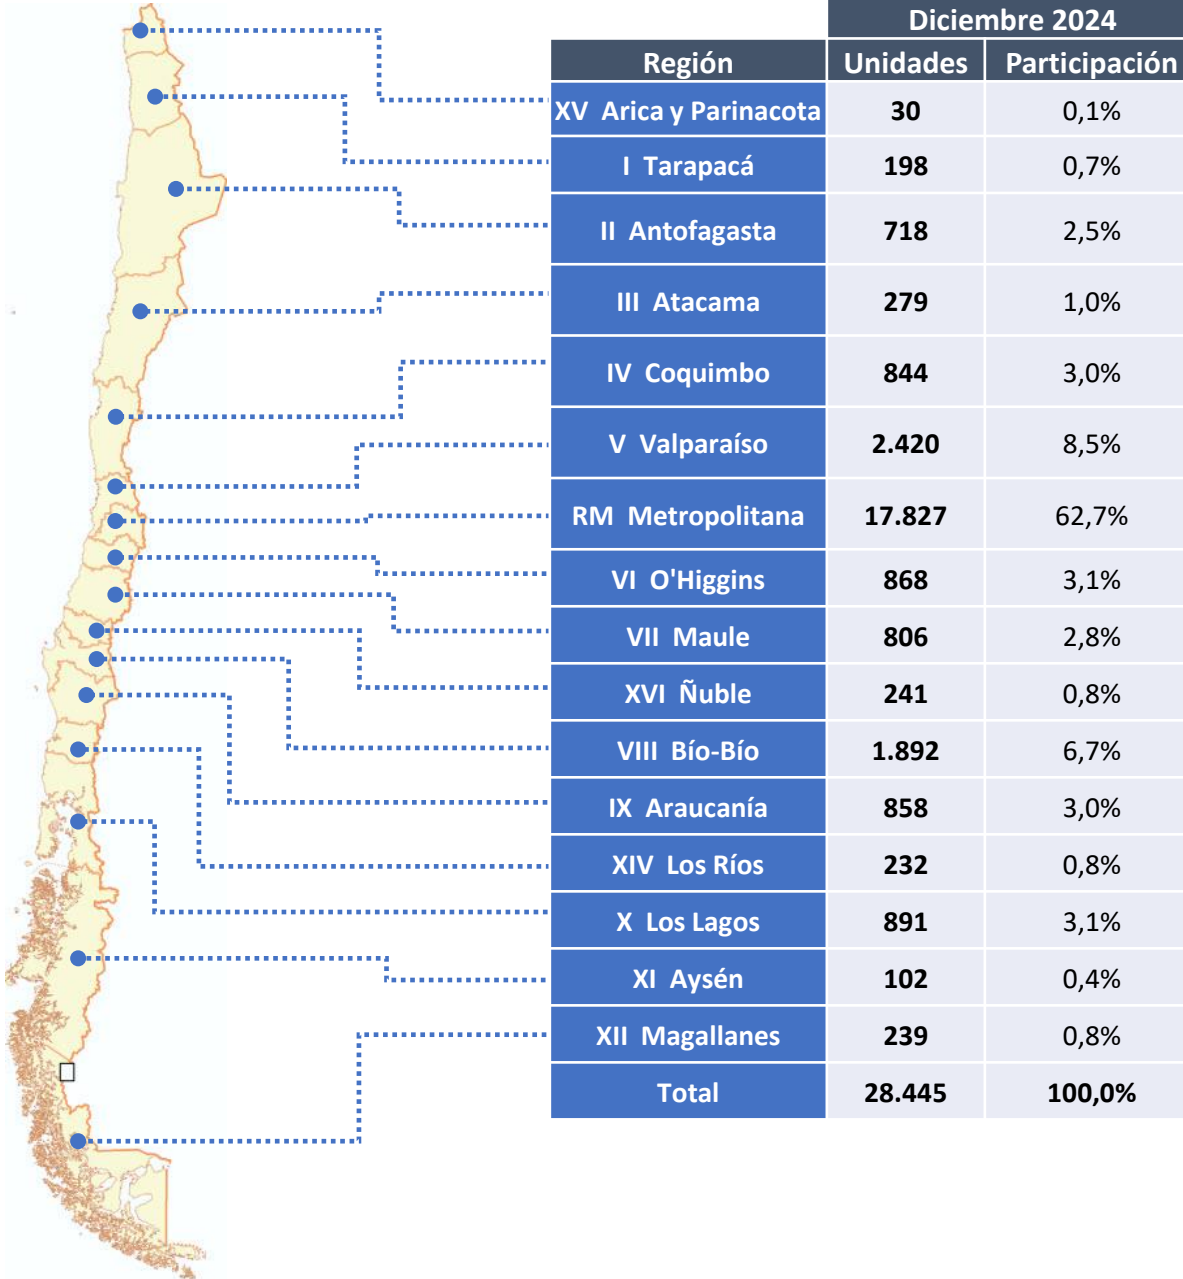 Diciembre 2024
Región Unidades Participación
XV Arica y Parinacota 30 0,1%
I Tarapacá 198 0,7%
II Antofagasta 718 2,5%
III Atacama 279 1,0%
IV Coquimbo 844 3,0%
V Valparaíso 2.420 8,5%
RM Metropolitana 17.827 62,7%
VI O'Higgins 868 3,1%
VII Maule 806 2,8%
XVI Ñuble 241 0,8%
VIII Bío-Bío 1.892 6,7%
IX Araucanía 858 3,0%
XIV Los Ríos 232 0,8%
X Los Lagos 891 3,1%
XI Aysén 102 0,4%
XII Magallanes 239 0,8%
Total 28.445 100,0%